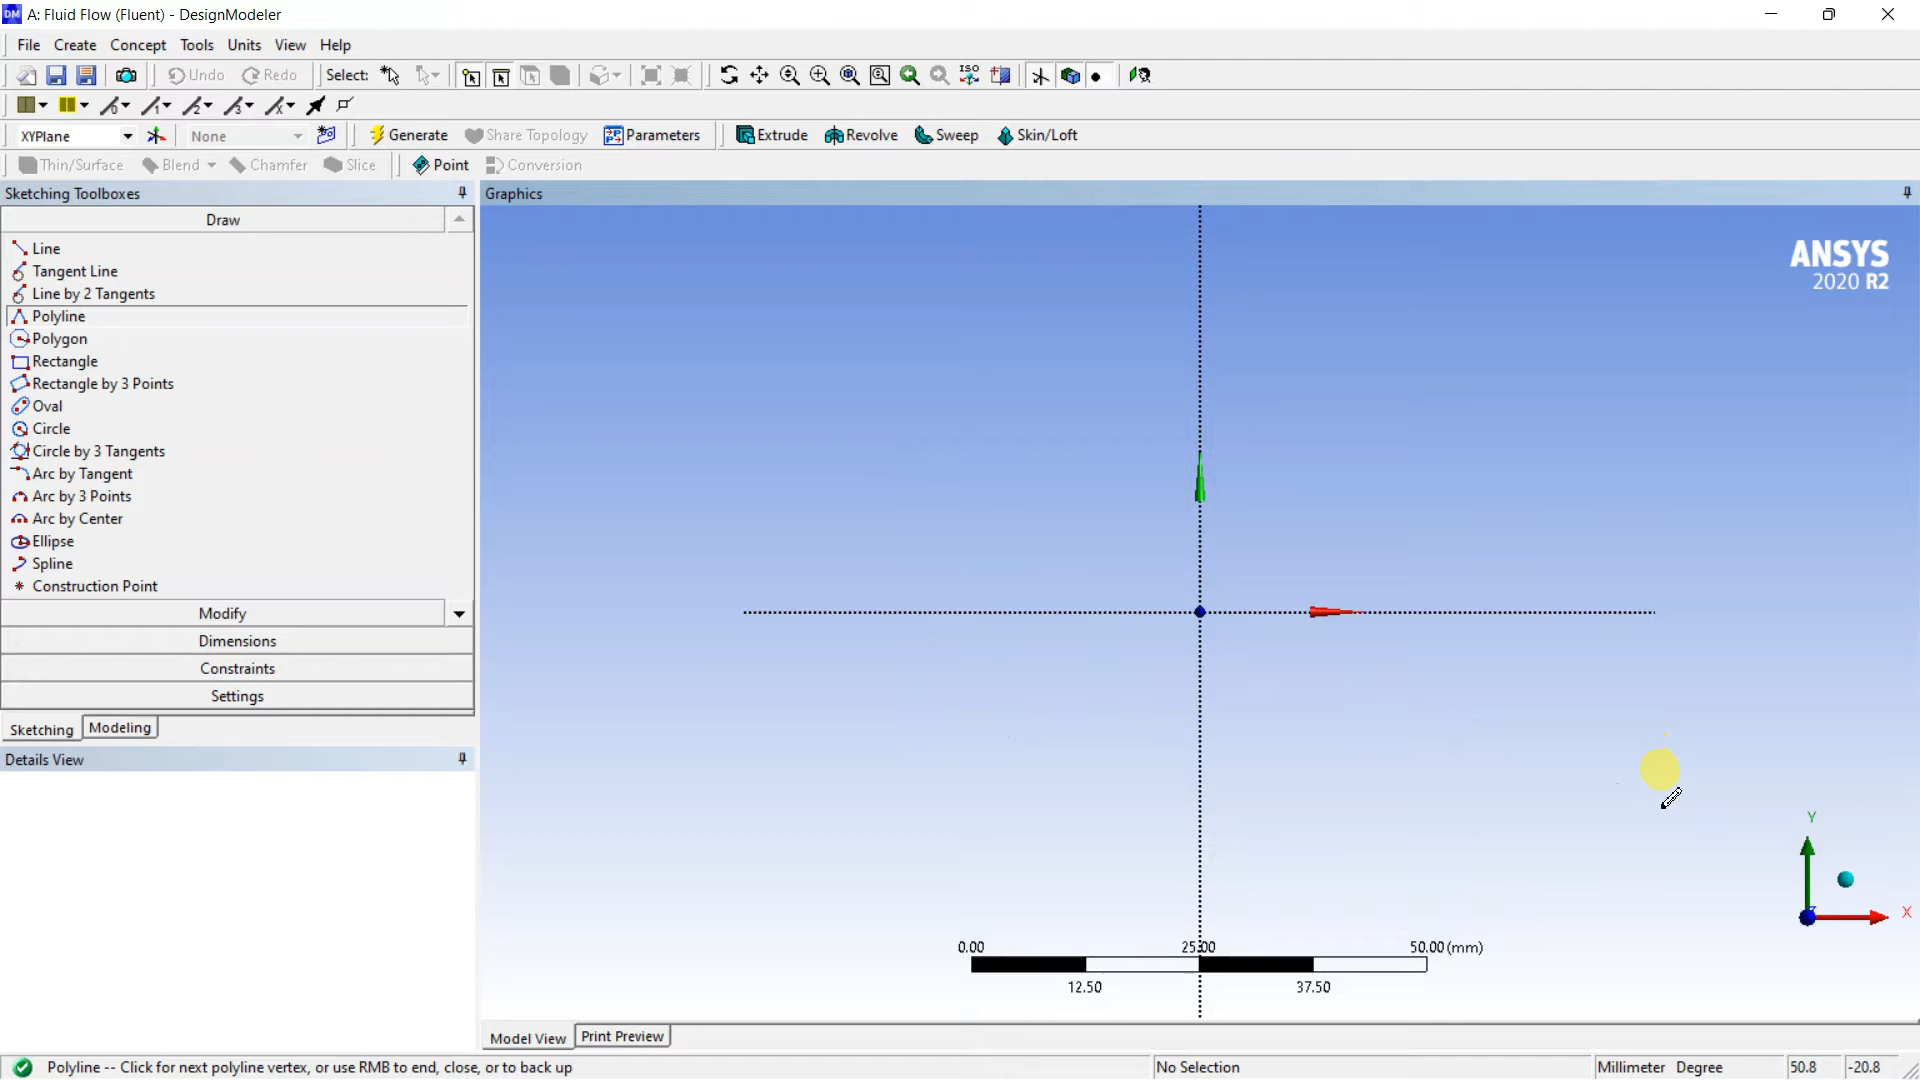 DM A: Fluid Flow (Fluent) - DesignModeler
File Create Concept Tools Units View Help
Undo Redo Select: ISO
XYPlane None Generate Share Topology Parameters Extrude Revolve Sweep Skin/Loft
Thin/Surface Blend Chamfer Slice Point Conversion
Sketching Toolboxes
Draw
Line
Tangent Line
Line by 2 Tangents
Polyline
Polygon
Rectangle
Rectangle by 3 Points
Oval
Circle
Circle by 3 Tangents
Arc by Tangent
Arc by 3 Points
Arc by Center
Ellipse
Spline
Construction Point
Modify
Dimensions
Constraints
Settings
Sketching Modeling
Details View
Graphics
ANSYS
2020 R2
Y
Z
X
0.00 25.00 50.00 (mm)
12.50 37.50
Model View Print Preview
Polyline -- Click for next polyline vertex, or use RMB to end, close, or to back up
No Selection
Millimeter Degree 50.8 -20.8